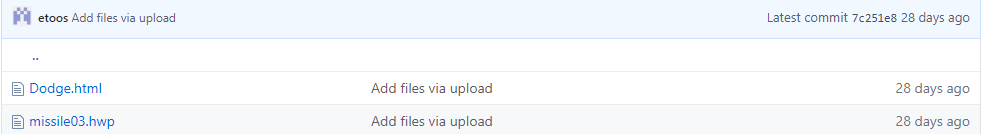 etoos Add files via upload Latest commit 7c251e8 28 days ago
..
Dodge.html Add files via upload 28 days ago
missile03.hwp Add files via upload 28 days ago